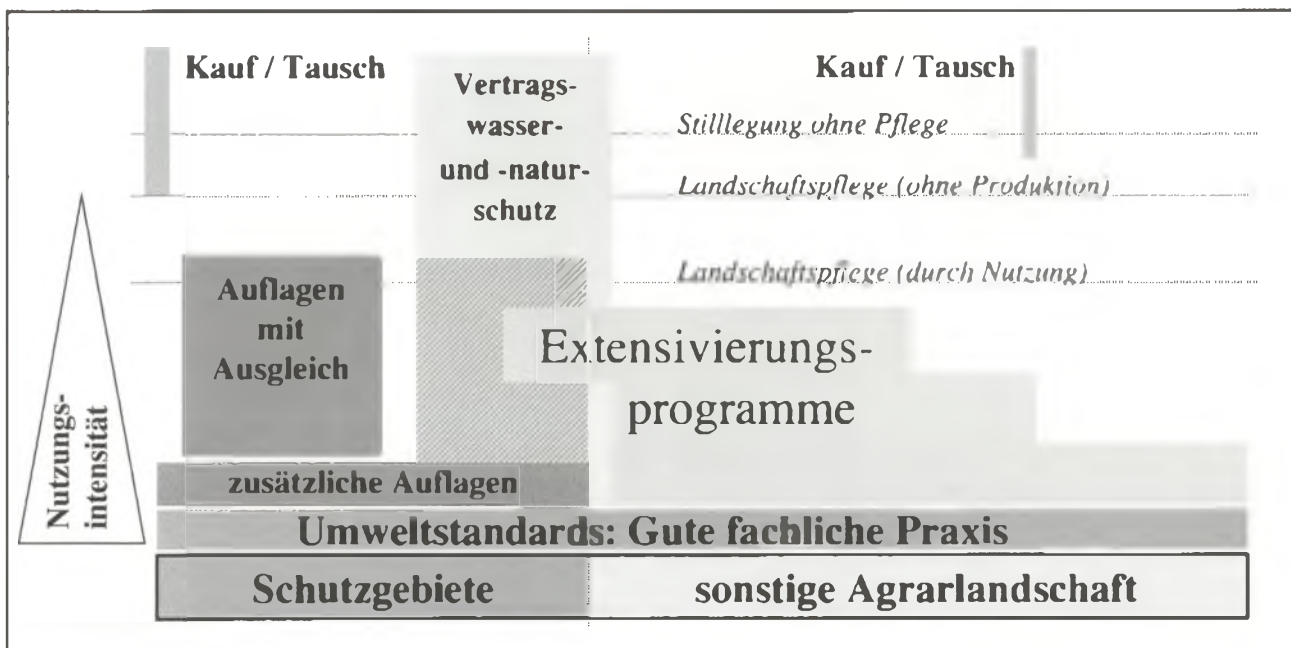 Kauf / Tausch
Vertrags-
wasser-
und -natur-
schutz
Kauf / Tausch
Stilllegung ohne Pflege
Landschaftspflege (ohne Produktion)
Landschaftspflege (durch Nutzung)
Auflagen
mit
Ausgleich
Extensivierungs-
programme
Nutzungs-
intensität
zusätzliche Auflagen
Umweltstandards: Gute fachliche Praxis
Schutzgebiete
sonstige Agrarlandschaft